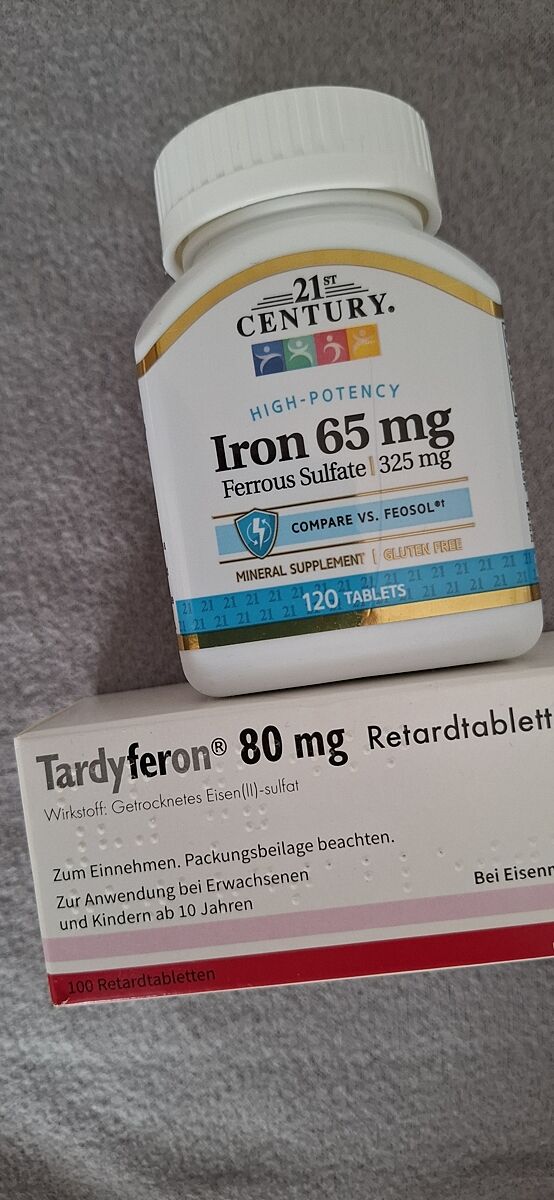 21ST
CENTURY®
HIGH-POTENCY
Iron 65 mg
Ferrous Sulfate | 325 mg
COMPARE VS. FEOSOL®†
MINERAL SUPPLEMENT | GLUTEN FREE
120 TABLETS
Tardyferon® 80 mg Retardtablett
Wirkstoff: Getrocknetes Eisen(II)-sulfat
Zum Einnehmen. Packungsbeilage beachten.
Zur Anwendung bei Erwachsenen
und Kindern ab 10 Jahren
Bei Eisenm
100 Retardtabletten